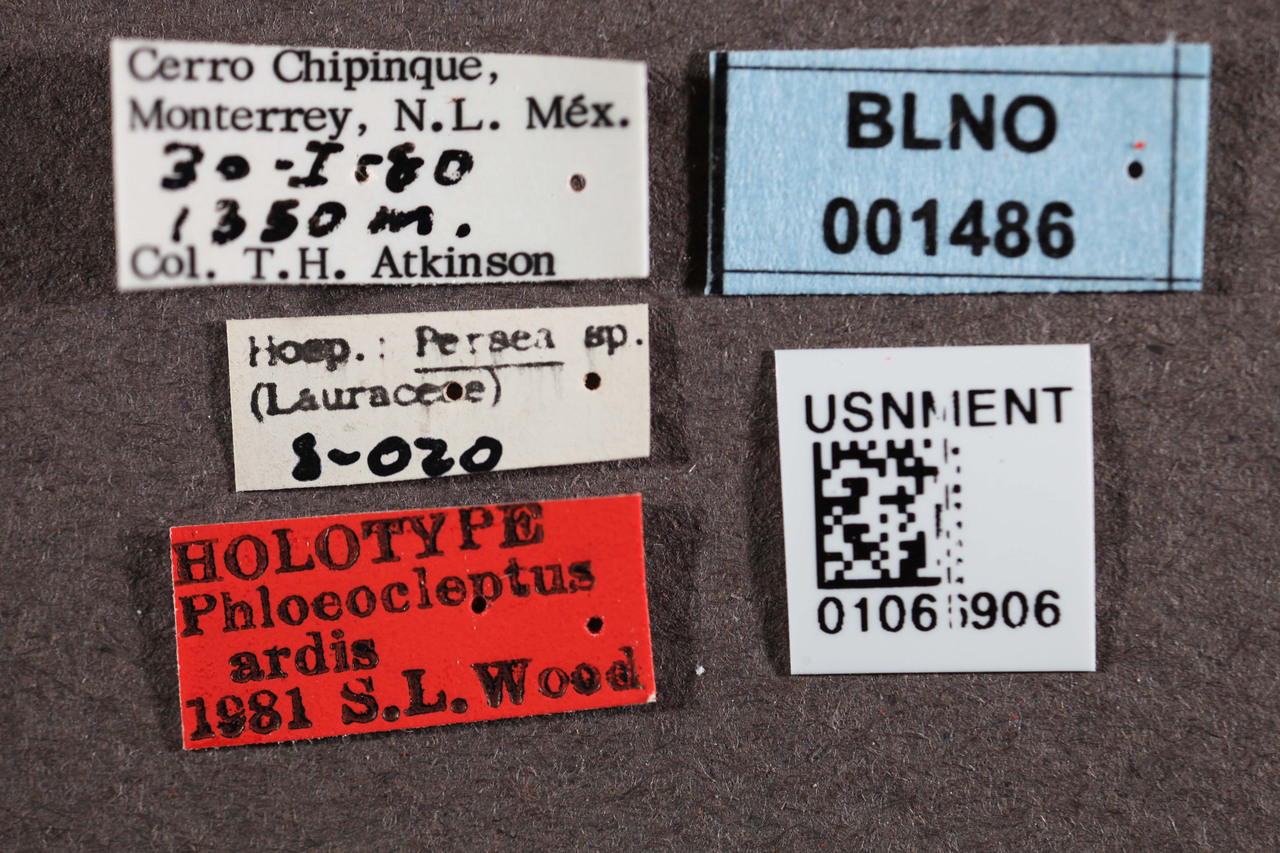 Cerro Chipinque,
Monterrey, N.L. Méx.
30-I-80
1350 m.
Col. T.H. Atkinson
BLNO
001486
Hosp.: Persea sp.
(Lauraceae)
S-020
USNMENT
01066906
HOLOTYPE
Phloeocleptus
ardis
1981 S.L. Wood